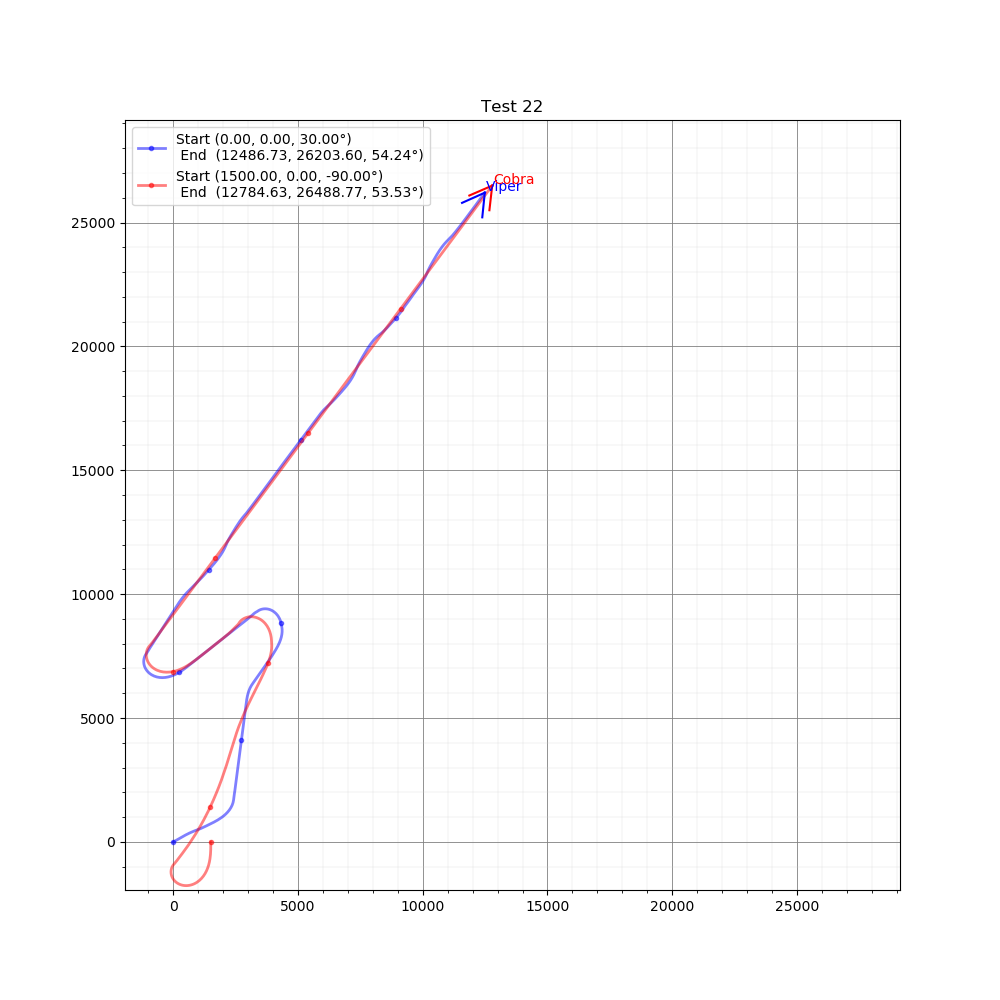 Test 22
Start (0.00, 0.00, 30.00°)
End (12486.73, 26203.60, 54.24°)
Start (1500.00, 0.00, -90.00°)
End (12784.63, 26488.77, 53.53°)
Cobra
Viper
25000
20000
15000
10000
5000
0
0
5000
10000
15000
20000
25000